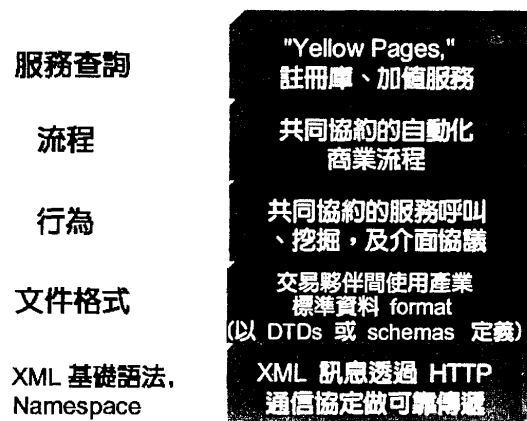 服務查詢
"Yellow Pages,"
註冊庫、加值服務
流程
共同協約的自動化
商業流程
行為
共同協約的服務呼叫
、挖掘，及介面協議
文件格式
交易夥伴間使用產業
標準資料 format
(以 DTDs 或 schemas 定義)
XML 基礎語法,
Namespace
XML 訊息透過 HTTP
通信協定做可靠傳遞